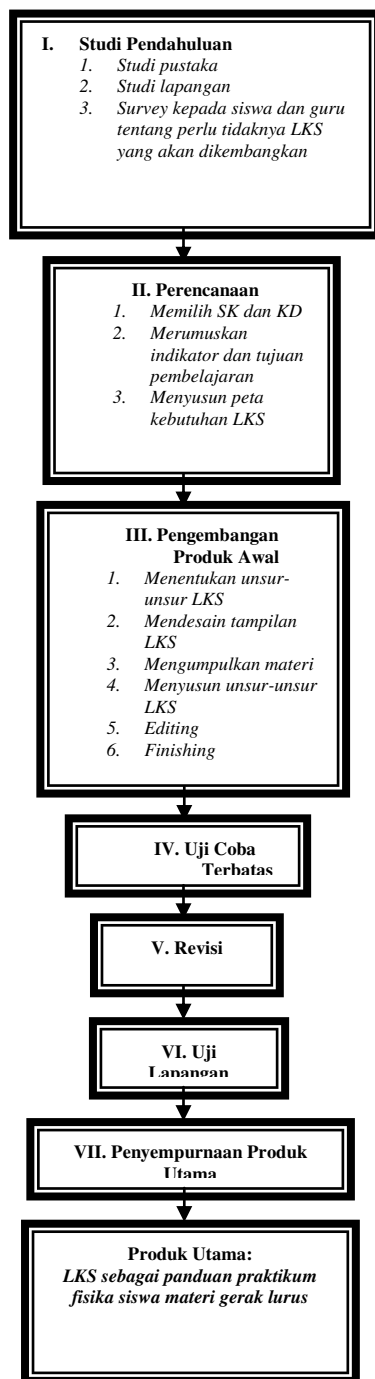 I. Studi Pendahuluan
1. Studi pustaka
2. Studi lapangan
3. Survey kepada siswa dan guru
tentang perlu tidaknya LKS
yang akan dikembangkan
II. Perencanaan
1. Memilih SK dan KD
2. Merumuskan
indikator dan tujuan
pembelajaran
3. Menyusun peta
kebutuhan LKS
III. Pengembangan
Produk Awal
1. Menentukan unsur-
unsur LKS
2. Mendesain tampilan
LKS
3. Mengumpulkan materi
4. Menyusun unsur-unsur
LKS
5. Editing
6. Finishing
IV. Uji Coba
Terbatas
V. Revisi
VI. Uji
Lapangan
VII. Penyempurnaan Produk
Utama
Produk Utama:
LKS sebagai panduan praktikum
fisika siswa materi gerak lurus